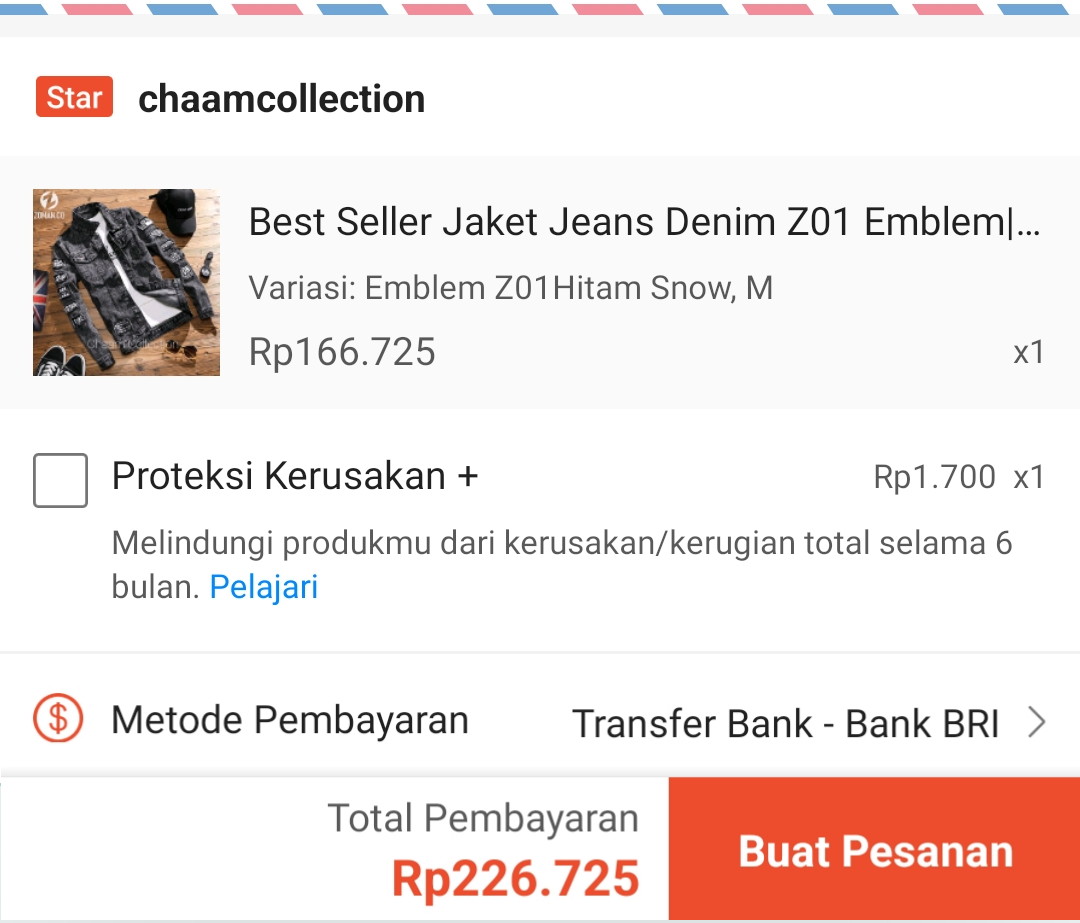 Star chaamcollection
ZOMAN.CO
Best Seller Jaket Jeans Denim Z01 Emblem|...
Variasi: Emblem Z01Hitam Snow, M
Rp166.725 x1
Proteksi Kerusakan + Rp1.700 x1
Melindungi produkmu dari kerusakan/kerugian total selama 6
bulan. Pelajari
$ Metode Pembayaran Transfer Bank - Bank BRI
Total Pembayaran
Rp226.725
Buat Pesanan